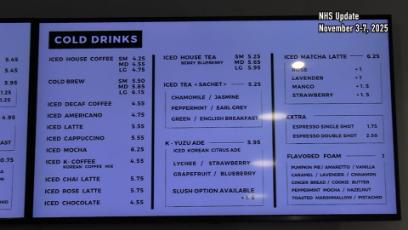 NHS Update
November 3-7, 2025
COLD DRINKS
ICED HOUSE COFFEE SM 4.25
MD 4.55
LG 4.75
COLD BREW SM 5.50
MD 5.85
LG 6.15
ICED DECAF COFFEE 4.55
ICED AMERICANO 4.75
ICED LATTE 5.55
ICED CAPPUCCINO 5.55
ICED MOCHA 6.25
ICED K-COFFEE 4.55
KOREAN COFFEE MIX
ICED CHAI LATTE 5.75
ICED ROSE LATTE 5.75
ICED CHOCOLATE 4.55
ICED HOUSE TEA SM 5.25
BERRY BLUEBERRY MD 5.65
LG 5.95
ICED TEA + SACHET 5.25
CHAMOMILE / JASMINE
PEPPERMINT / EARL GREY
GREEN / ENGLISH BREAKFAST
K - YUZU ADE 5.95
ICED KOREAN CITRUS ADE
LYCHEE / STRAWBERRY
GRAPEFRUIT / BLUEBERRY
SLUSH OPTION AVAILABLE
ICED MATCHA LATTE 6.25
ROSE
LAVENDER +1
MANGO +1.5
STRAWBERRY +1.5
EXTRA
ESPRESSO SINGLE SHOT 1.75
ESPRESSO DOUBLE SHOT 2.55
FLAVORED FOAM 1
PUMPKIN PIE / AMARETTO / VANILLA
CARAMEL / LAVENDER / CINNAMON
GINGER BREAD / COOKIE BUTTER
PEPPERMINT MOCHA / HAZELNUT
TOASTED MARSHMALLOW / PISTACHIO